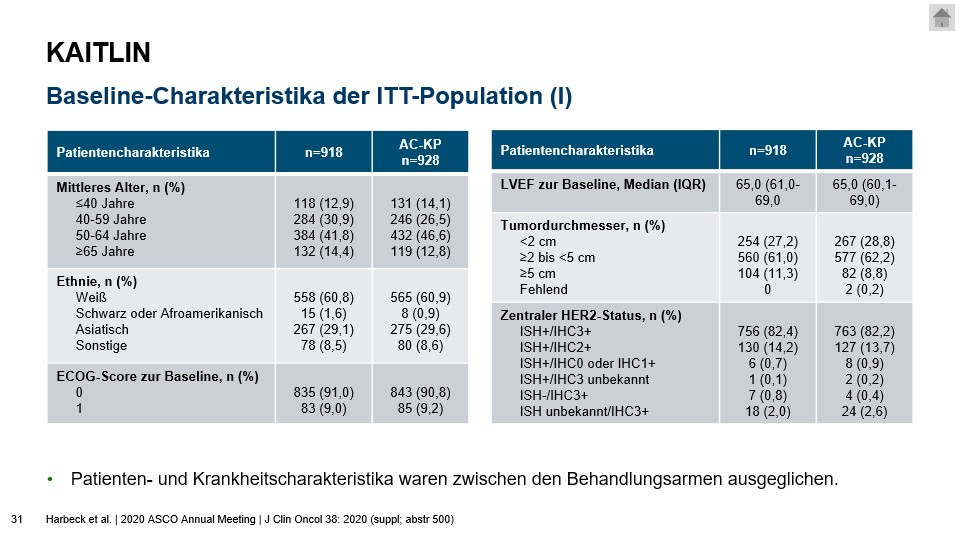 KAITLIN
Baseline-Charakteristika der ITT-Population (I)
Patientencharakteristika n=918 AC-KP n=928
Mittleres Alter, n (%)
≤40 Jahre 118 (12,9) 131 (14,1)
40-59 Jahre 284 (30,9) 246 (26,5)
50-64 Jahre 384 (41,8) 432 (46,6)
≥65 Jahre 132 (14,4) 119 (12,8)
Ethnie, n (%)
Weiß 558 (60,8) 565 (60,9)
Schwarz oder Afroamerikanisch 15 (1,6) 8 (0,9)
Asiatisch 267 (29,1) 275 (29,6)
Sonstige 78 (8,5) 80 (8,6)
ECOG-Score zur Baseline, n (%)
0 835 (91,0) 843 (90,8)
1 83 (9,0) 85 (9,2)
Patientencharakteristika n=918 AC-KP n=928
LVEF zur Baseline, Median (IQR) 65,0 (61,0- 65,0 (60,1-
69,0 69,0)
Tumordurchmesser, n (%)
<2 cm 254 (27,2) 267 (28,8)
≥2 bis <5 cm 560 (61,0) 577 (62,2)
≥5 cm 104 (11,3) 82 (8,8)
Fehlend 0 2 (0,2)
Zentraler HER2-Status, n (%)
ISH+/IHC3+ 756 (82,4) 763 (82,2)
ISH+/IHC2+ 130 (14,2) 127 (13,7)
ISH+/IHC0 oder IHC1+ 6 (0,7) 8 (0,9)
ISH+/IHC3 unbekannt 1 (0,1) 2 (0,2)
ISH-/IHC3+ 7 (0,8) 4 (0,4)
ISH unbekannt/IHC3+ 18 (2,0) 24 (2,6)
• Patienten- und Krankheitscharakteristika waren zwischen den Behandlungsarmen ausgeglichen.
31 Harbeck et al. | 2020 ASCO Annual Meeting | J Clin Oncol 38: 2020 (suppl; abstr 500)